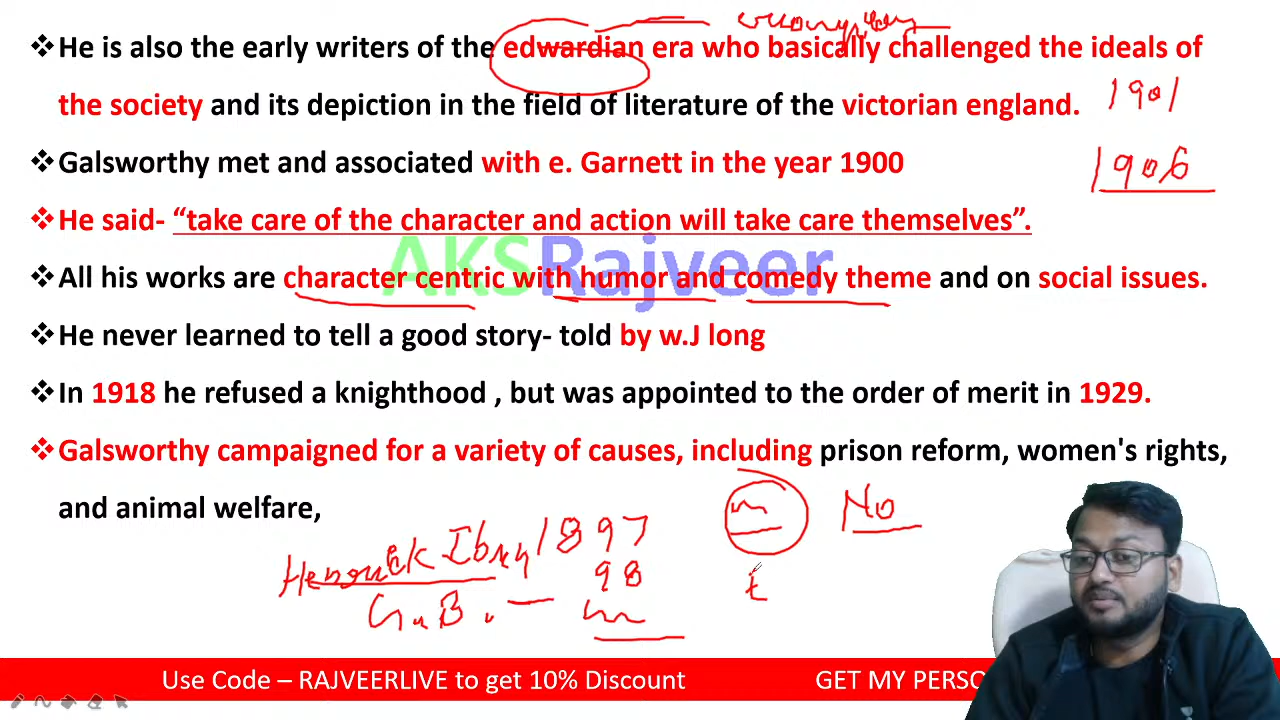 ❖He is also the early writers of the edwardian era who basically challenged the ideals of
the society and its depiction in the field of literature of the victorian england.
1901
❖Galsworthy met and associated with e. Garnett in the year 1900
1906
❖He said- “take care of the character and action will take care themselves”.
AKSRajveer
❖All his works are character centric with humor and comedy theme and on social issues.
❖He never learned to tell a good story- told by w.J long
❖In 1918 he refused a knighthood , but was appointed to the order of merit in 1929.
❖Galsworthy campaigned for a variety of causes, including prison reform, women's rights,
and animal welfare,
No
1897
98
G.B.
Use Code – RAJVEERLIVE to get 10% Discount
GET MY PERSO